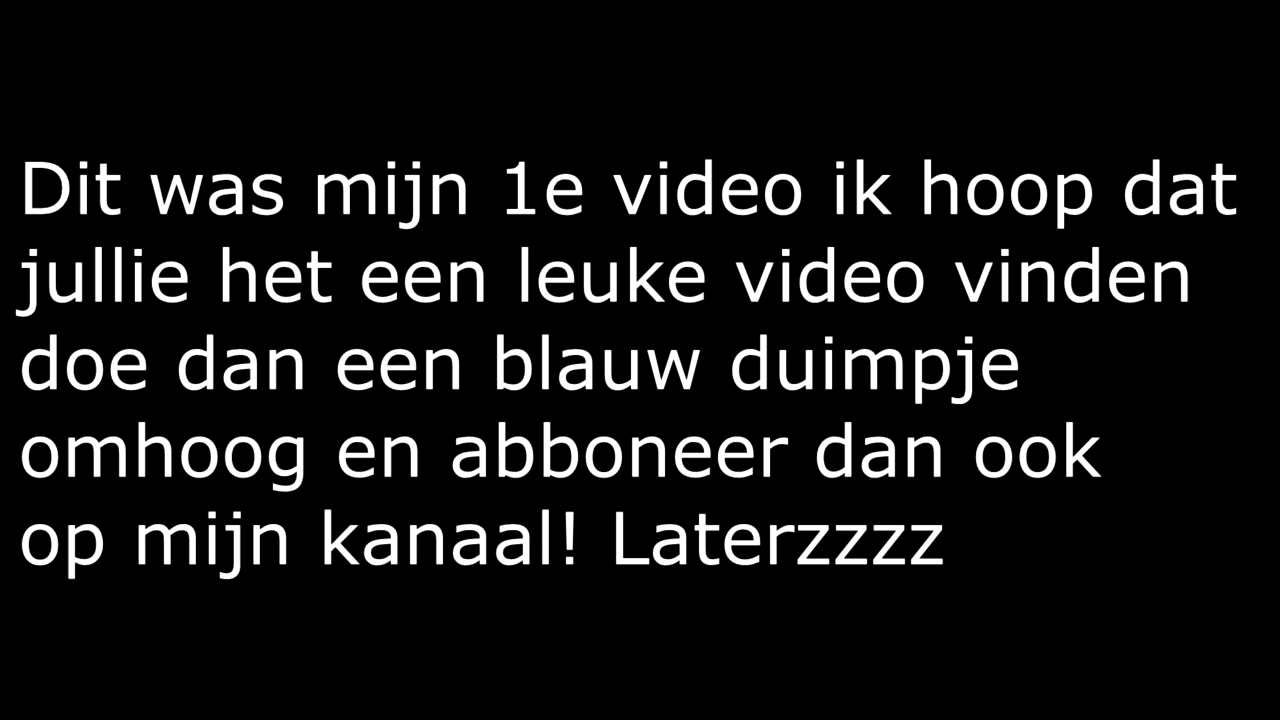 Dit was mijn 1e video ik hoop dat
jullie het een leuke video vinden
doe dan een blauw duimpje
omhoog en abboneer dan ook
op mijn kanaal! Laterzzzz